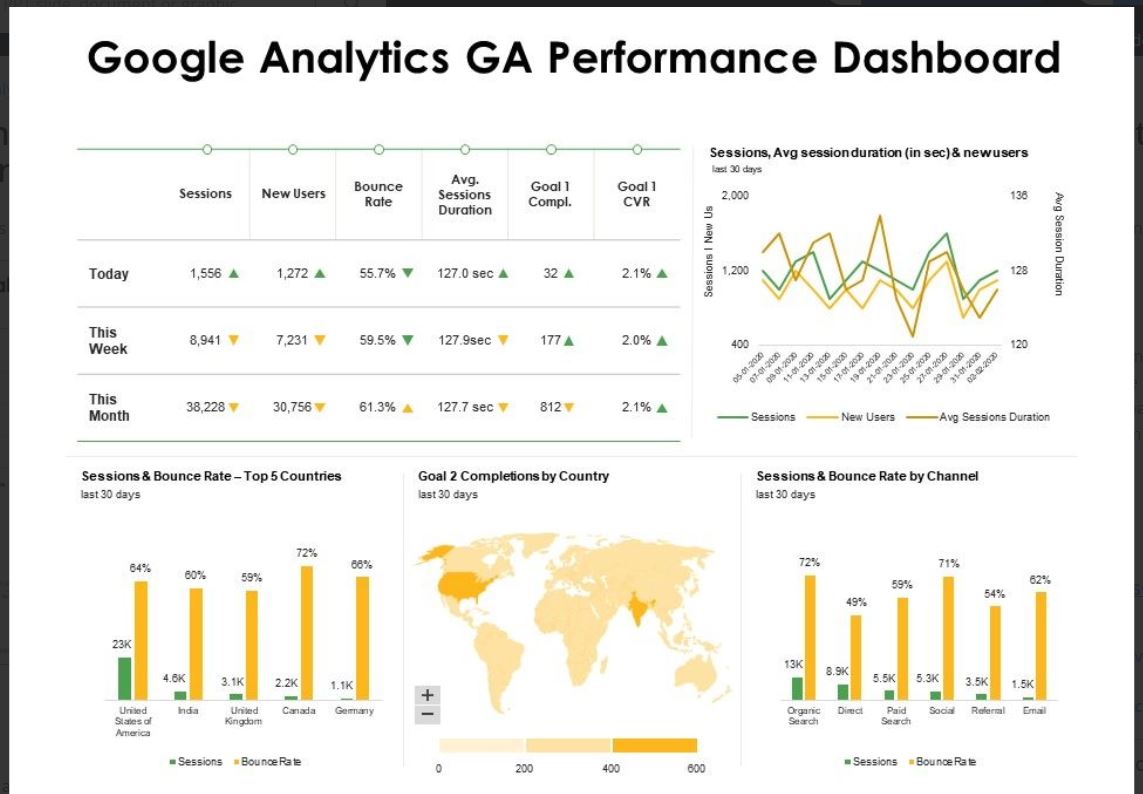 Google Analytics GA Performance Dashboard
Sessions
New Users
Bounce
Rate
Avg.
Sessions
Duration
Goal 1
Compl.
Goal 1
CVR
Today
1,556 ▲
1,272 ▲
55.7% ▼
127.0 sec ▲
32 ▲
2.1% ▲
This
Week
8,941 ▼
7,231 ▼
59.5% ▼
127.9sec ▼
177 ▲
2.0% ▲
This
Month
38,228 ▼
30,756 ▼
61.3% ▲
127.7 sec ▼
812 ▼
2.1% ▲
Sessions, Avg session duration (in sec) & new users
last 30 days
Sessions I New Us
2,000
1,200
400
136
128
120
Avg Session Duration
05-01-2020
07-01-2020
09-01-2020
11-01-2020
13-01-2020
15-01-2020
17-01-2020
19-01-2020
21-01-2020
23-01-2020
25-01-2020
27-01-2020
29-01-2020
31-01-2020
02-02-2020
Sessions
New Users
Avg Sessions Duration
Sessions & Bounce Rate – Top 5 Countries
last 30 days
64%
60%
59%
72%
66%
23K
4.6K
3.1K
2.2K
1.1K
United
States of
America
India
United
Kingdom
Canada
Germany
Sessions
Bounce Rate
Goal 2 Completions by Country
last 30 days
+
−
0
200
400
600
Sessions & Bounce Rate by Channel
last 30 days
72%
49%
59%
71%
54%
62%
13K
8.9K
5.5K
5.3K
3.5K
1.5K
Organic
Search
Direct
Paid
Search
Social
Referral
Email
Sessions
Bounce Rate